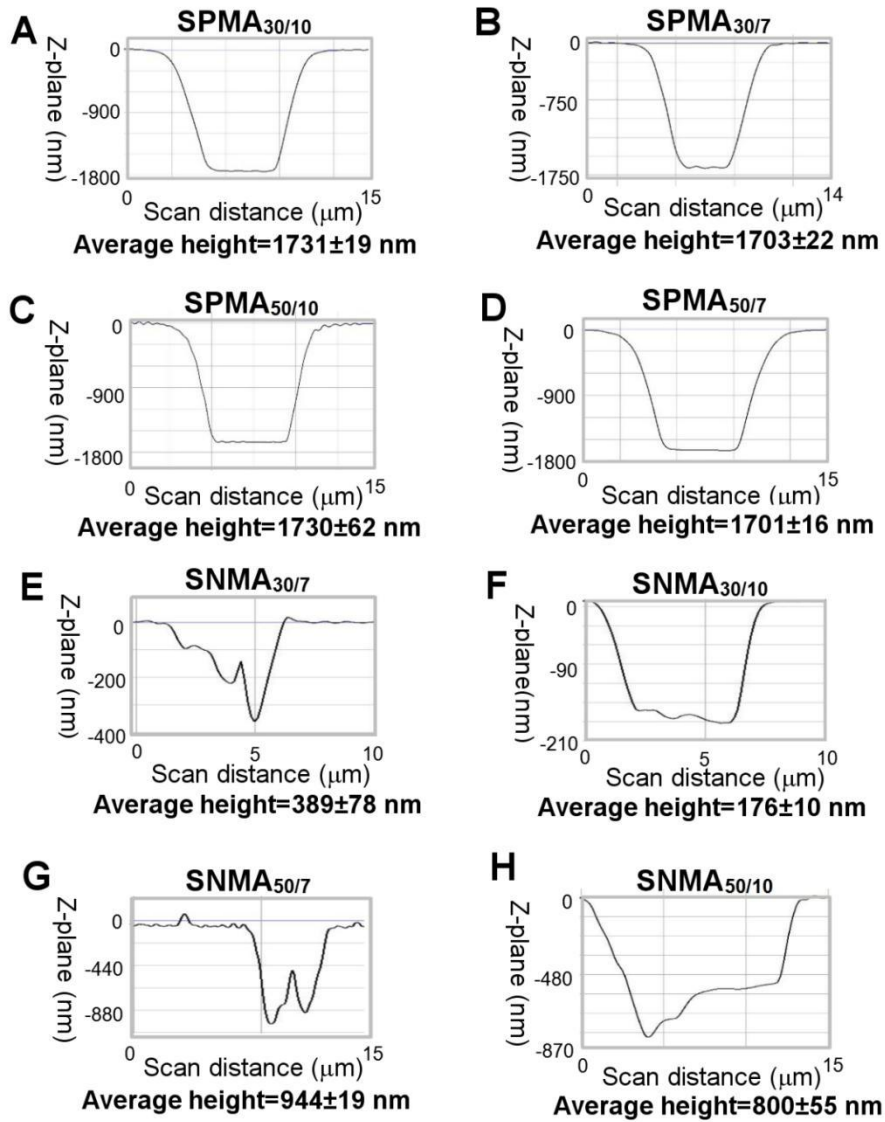 A
SPMA30/10
Z-plane (nm)
0
-900
-1800
0
15
Scan distance (μm)
Average height=1731±19 nm
B
SPMA30/7
Z-plane (nm)
0
-750
-1750
0
14
Scan distance (μm)
Average height=1703±22 nm
C
SPMA50/10
Z-plane (nm)
0
-900
-1800
0
15
Scan distance (μm)
Average height=1730±62 nm
D
SPMA50/7
Z-plane (nm)
0
-900
-1800
0
15
Scan distance (μm)
Average height=1701±16 nm
E
SNMA30/7
Z-plane (nm)
0
-200
-400
0
5
10
Scan distance (μm)
Average height=389±78 nm
F
SNMA30/10
Z-plane(nm)
0
-90
-210
0
5
10
Scan distance (μm)
Average height=176±10 nm
G
SNMA50/7
Z-plane (nm)
0
-440
-880
0
15
Scan distance (μm)
Average height=944±19 nm
H
SNMA50/10
Z-plane (nm)
0
-480
-870
0
15
Scan distance (μm)
Average height=800±55 nm